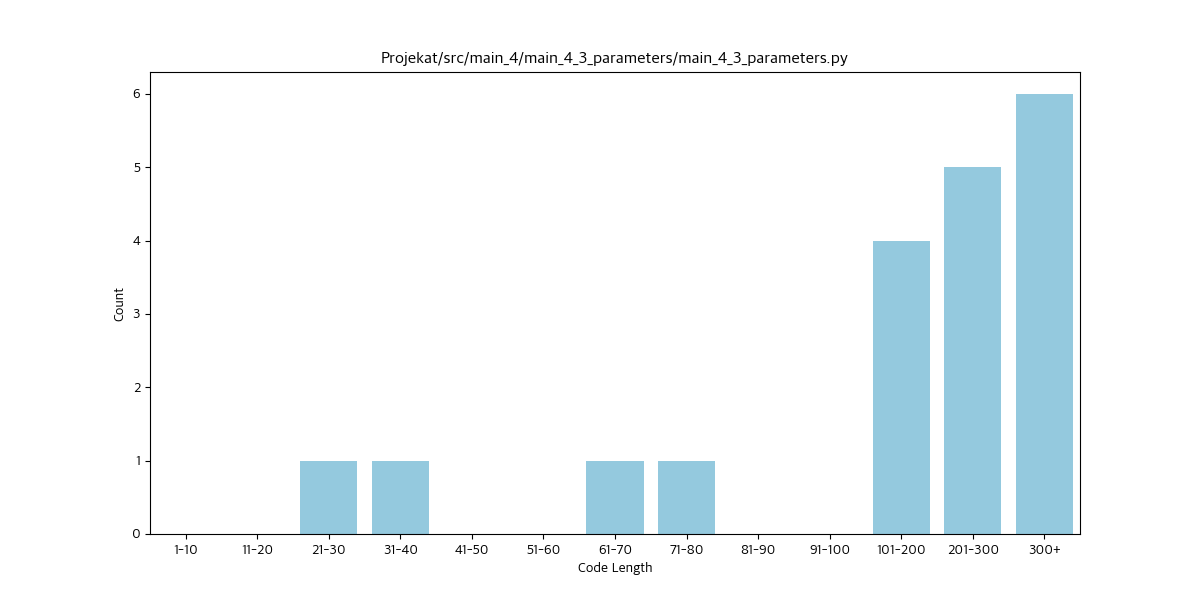 Projekat/src/main_4/main_4_3_parameters/main_4_3_parameters.py
6
5
4
3
2
1
0
Count
1-10 11-20 21-30 31-40 41-50 51-60 61-70 71-80 81-90 91-100 101-200 201-300 300+
Code Length